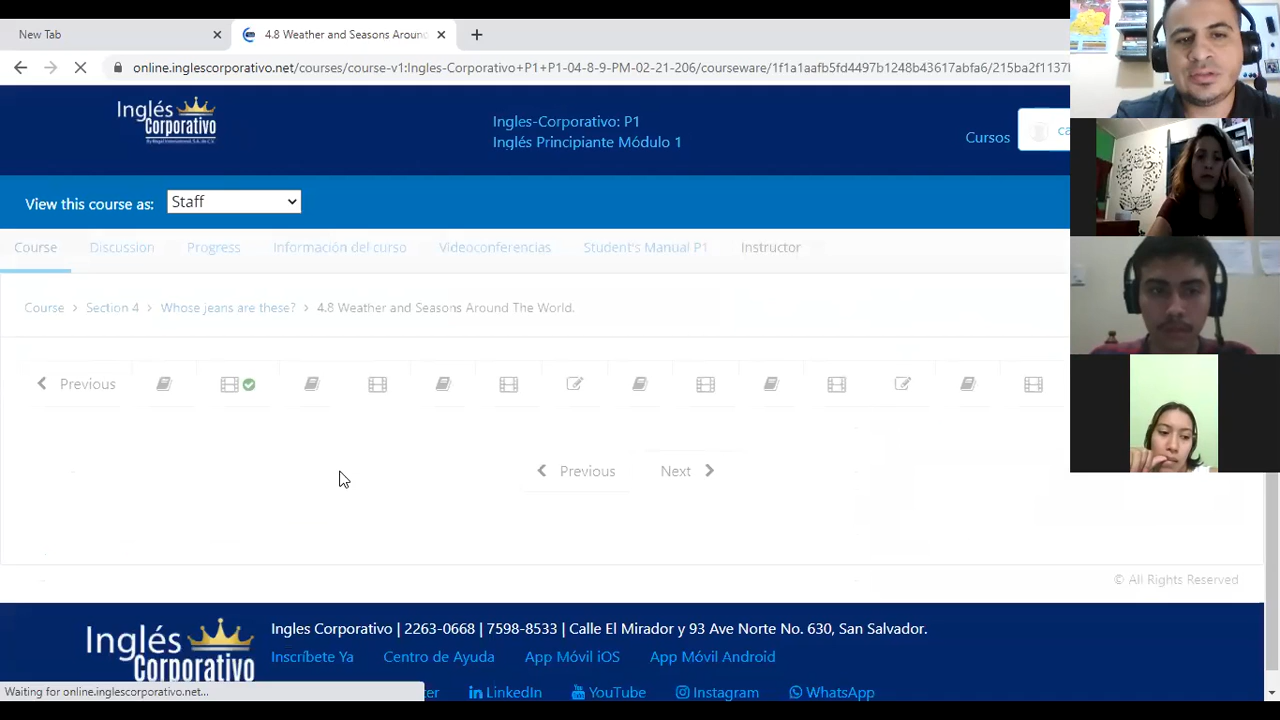 New Tab
4.8 Weather and Seasons Around
online.inglescorporativo.net/courses/course-v1:Ingles-Corporativo+P1+P1-04-8-9-PM-02-21-206/courseware/1f1a1aafb5fd4497b1248b43617abfa6/215ba2f1137b
Inglés
Corporativo
Ingles-Corporativo: P1
Inglés Principiante Módulo 1
Cursos
ca
View this course as:
Staff
Course
Discussion
Progress
Información del curso
Videoconferencias
Student's Manual P1
Instructor
Course > Section 4 > Whose jeans are these? > 4.8 Weather and Seasons Around The World.
Previous
Previous
Next
© All Rights Reserved
Inglés
Corporativo
Ingles Corporativo | 2263-0668 | 7598-8533 | Calle El Mirador y 93 Ave Norte No. 630, San Salvador.
Inscríbete Ya
Centro de Ayuda
App Móvil iOS
App Móvil Android
Waiting for online.inglescorporativo.net...
ter
LinkedIn
YouTube
Instagram
WhatsApp